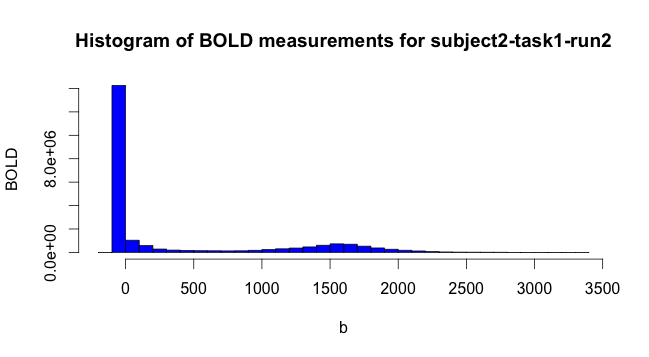 Histogram of BOLD measurements for subject2-task1-run2
BOLD
8.0e+06
0.0e+00
0 500 1000 1500 2000 2500 3000 3500
b